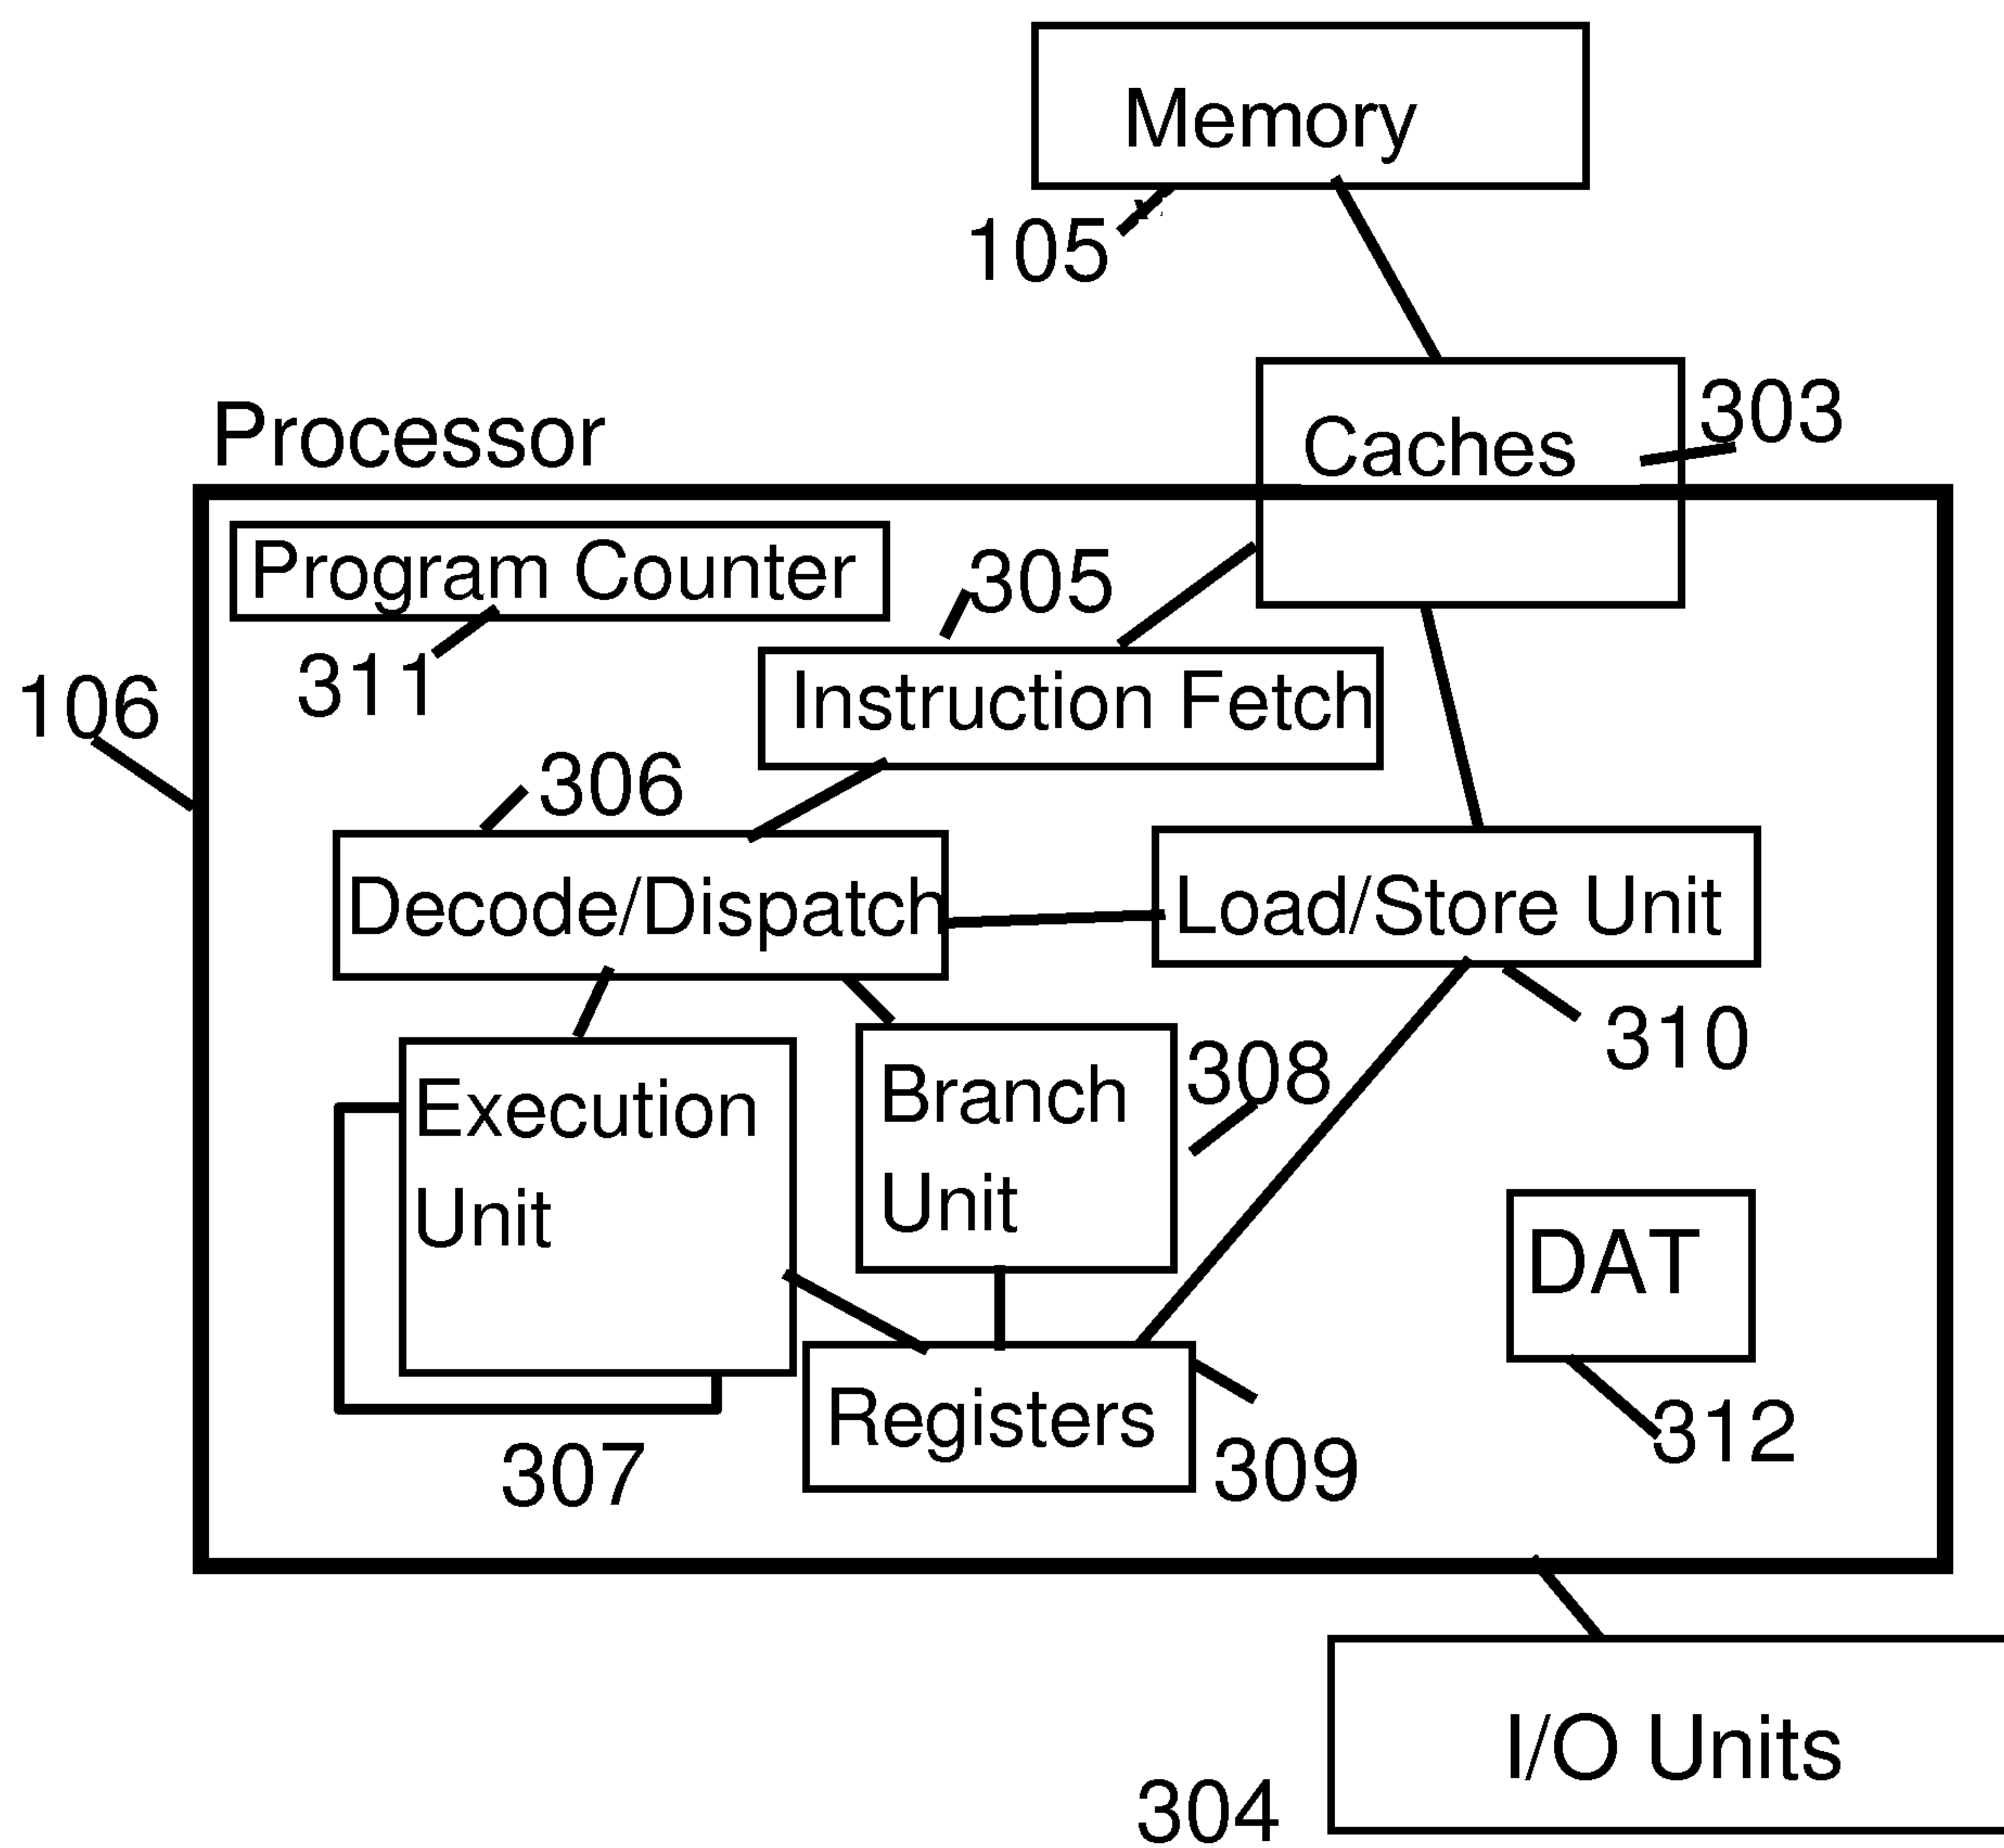 Memory
105
Caches
303
Processor
Program Counter
305
311
Instruction Fetch
106
306
Decode/Dispatch
Load/Store Unit
310
Execution
Unit
Branch
Unit
308
DAT
Registers
312
307
309
I/O Units
304